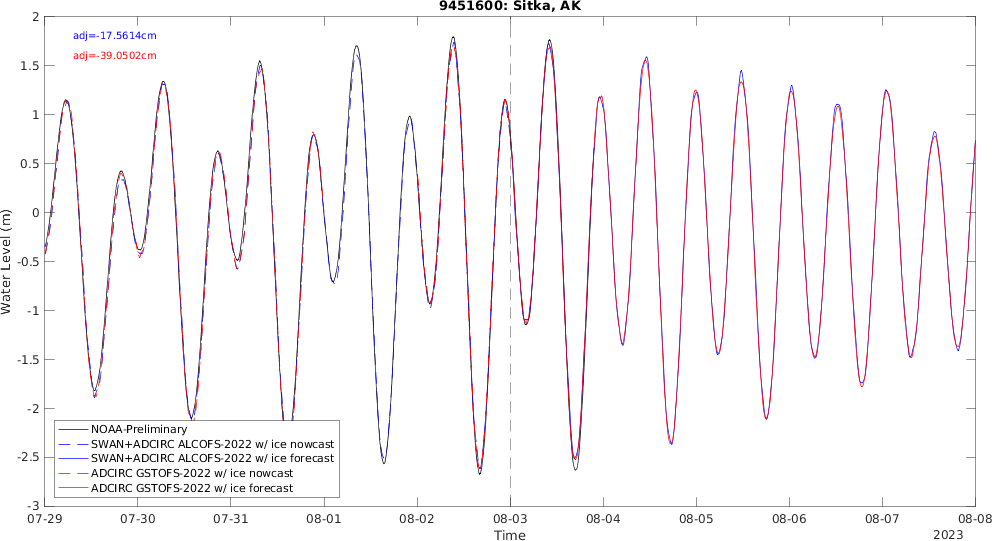 9451600: Sitka, AK
adj=-17.5614cm
adj=-39.0502cm
2
1.5
1
0.5
0
-0.5
-1
-1.5
-2
-2.5
-3
Water Level (m)
NOAA-Preliminary
SWAN+ADCIRC ALCOFS-2022 w/ ice nowcast
SWAN+ADCIRC ALCOFS-2022 w/ ice forecast
ADCIRC GSTOFS-2022 w/ ice nowcast
ADCIRC GSTOFS-2022 w/ ice forecast
07-29 07-30 07-31 08-01 08-02 08-03 08-04 08-05 08-06 08-07 08-08
Time
2023